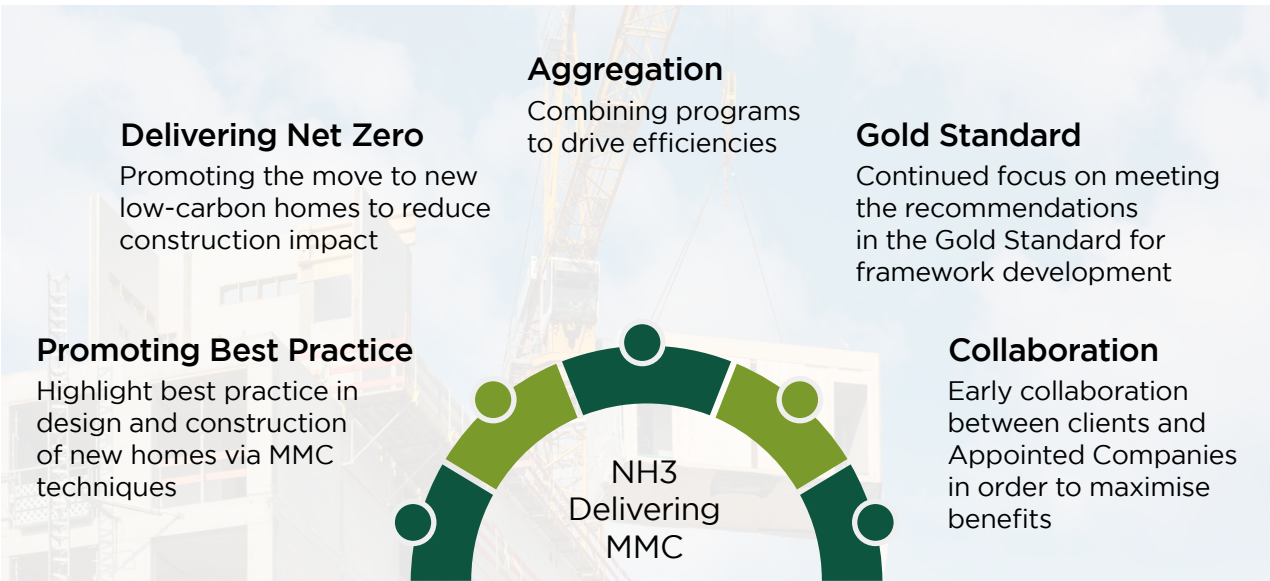 Promoting Best Practice
Highlight best practice in
design and construction
of new homes via MMC
techniques
Delivering Net Zero
Promoting the move to new
low-carbon homes to reduce
construction impact
Aggregation
Combining programs
to drive efficiencies
Gold Standard
Continued focus on meeting
the recommendations
in the Gold Standard for
framework development
Collaboration
Early collaboration
between clients and
Appointed Companies
in order to maximise
benefits
NH3
Delivering
MMC